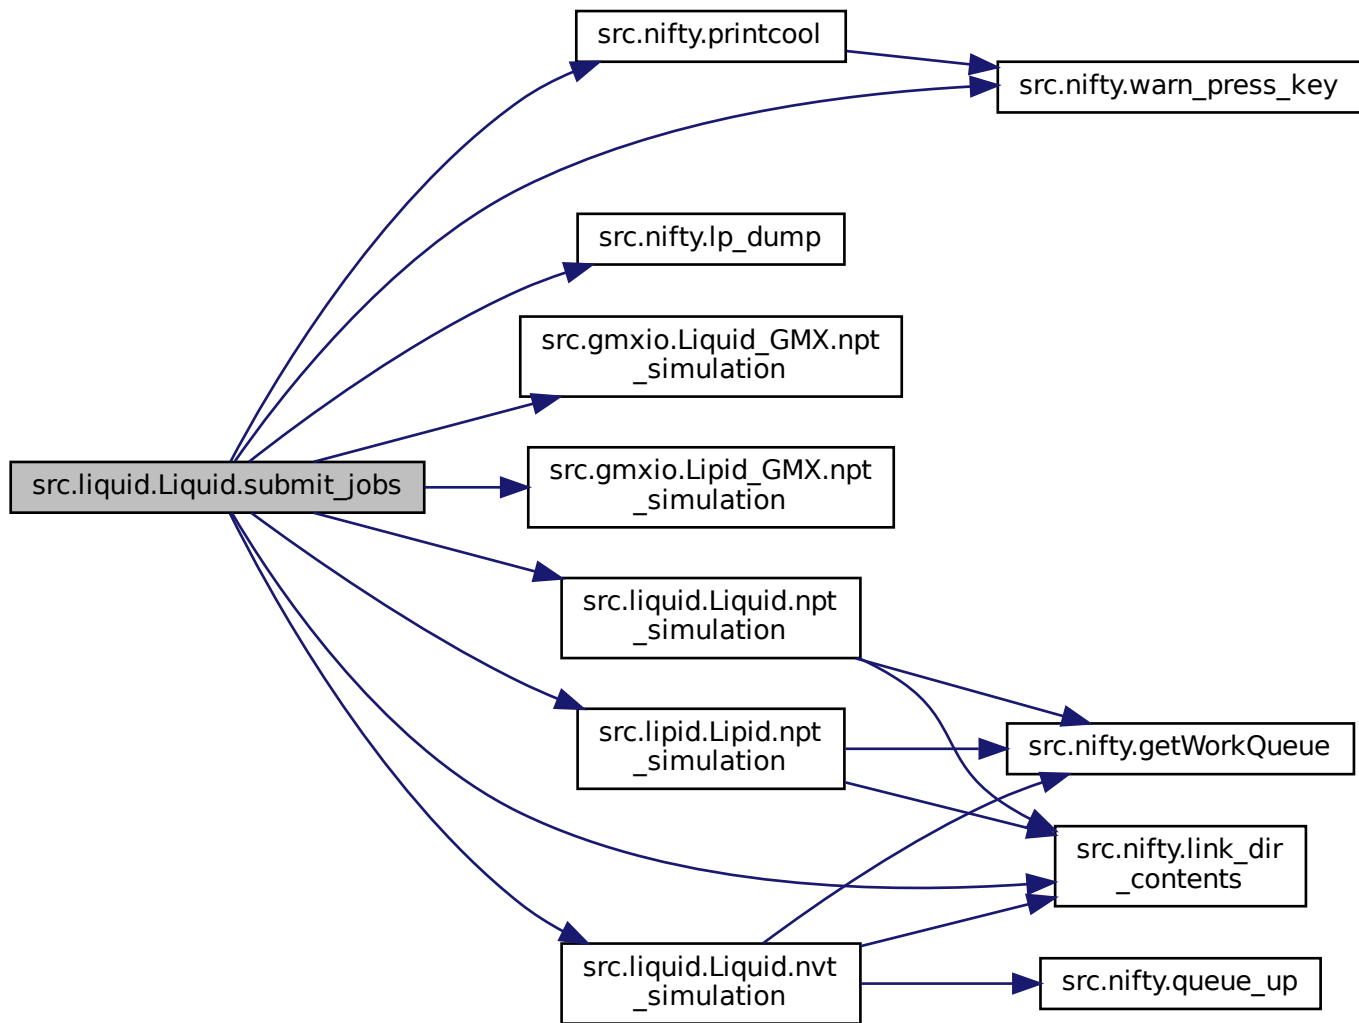 src.nifty.printcool
src.nifty.warn_press_key
src.nifty.lp_dump
src.gmxio.Liquid_GMX.npt
_simulation
src.liquid.Liquid.submit_jobs
src.gmxio.Lipid_GMX.npt
_simulation
src.liquid.Liquid.npt
_simulation
src.lipid.Lipid.npt
_simulation
src.nifty.getWorkQueue
src.nifty.link_dir
_contents
src.liquid.Liquid.nvt
_simulation
src.nifty.queue_up